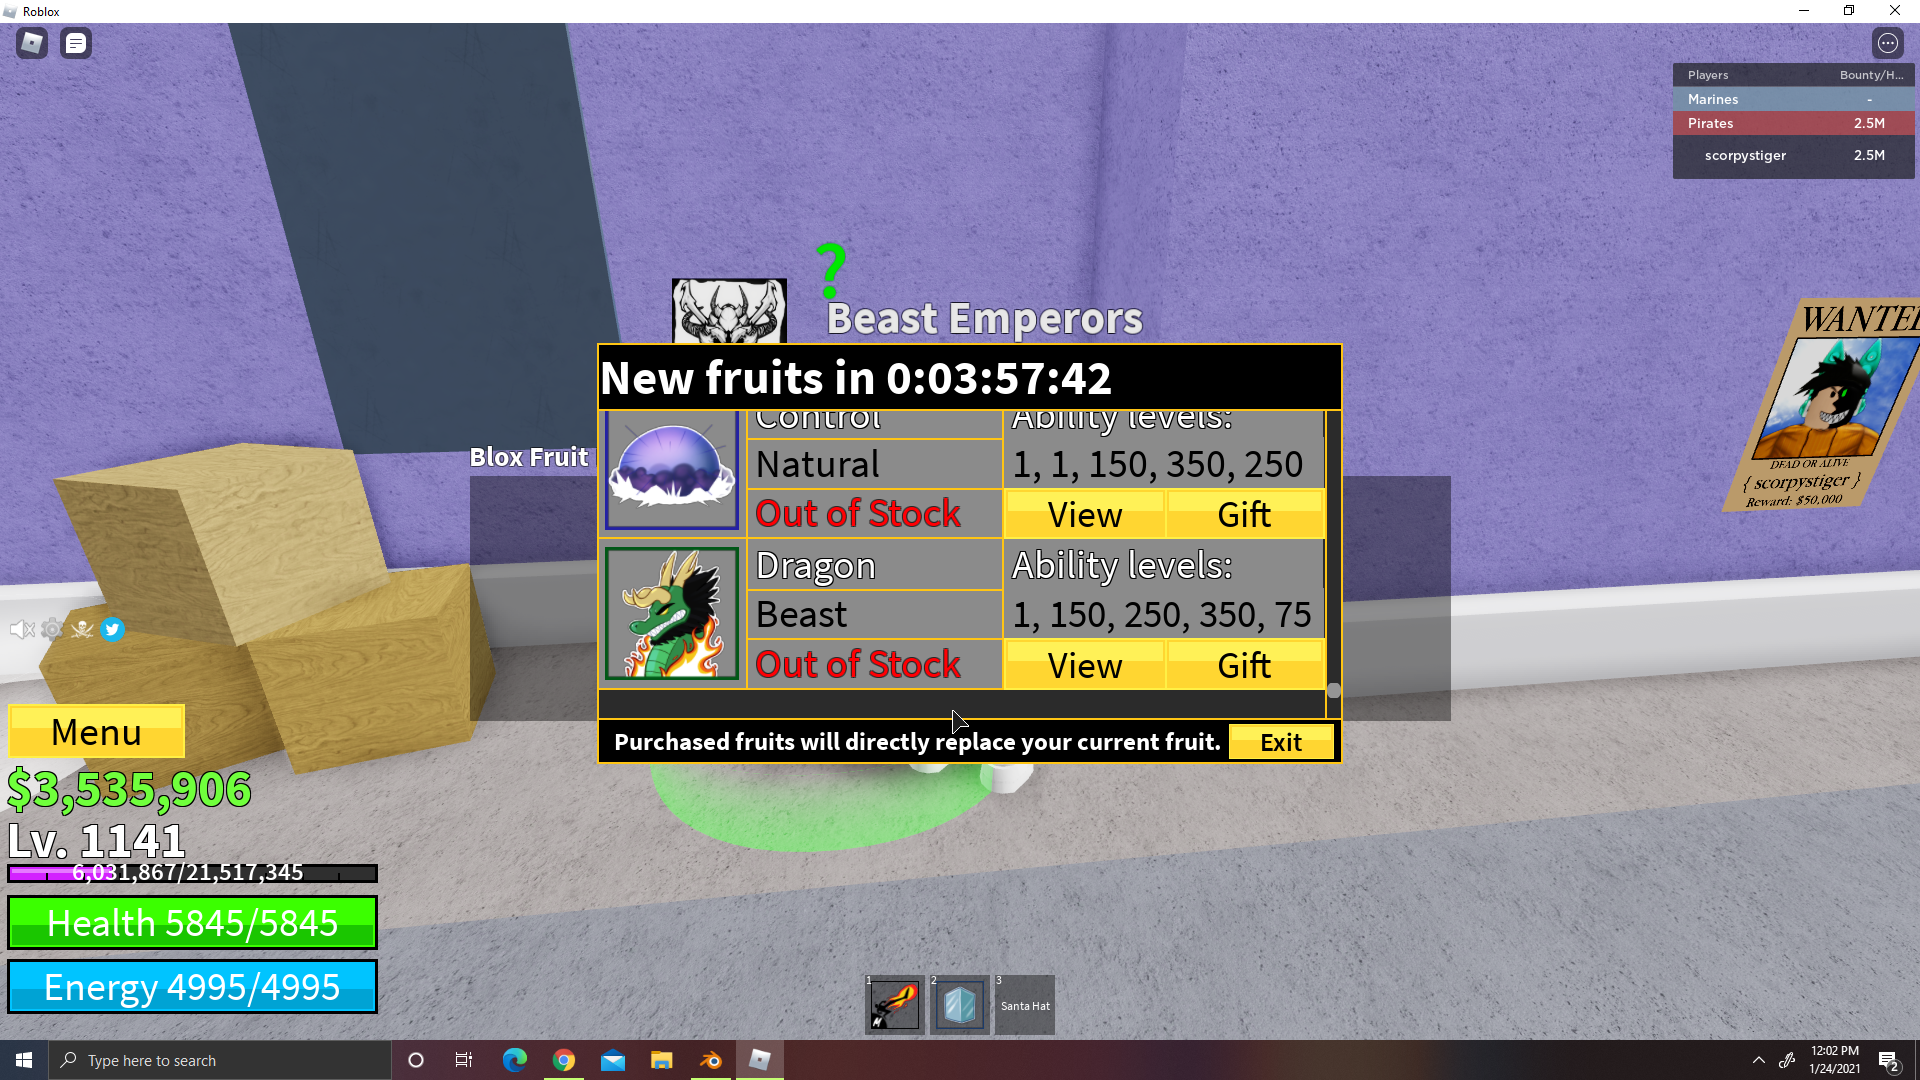 Roblox
Players Bounty/H...
Marines -
Pirates 2.5M
scorpystiger 2.5M
?
Beast Emperors
WANTED
DEAD OR ALIVE
{ scorpystiger }
Reward: $50,000
New fruits in 0:03:57:42
Control
Ability levels:
Natural
1, 1, 150, 350, 250
Out of Stock
View
Gift
Blox Fruit
Dragon
Ability levels:
Beast
1, 150, 250, 350, 75
Out of Stock
View
Gift
Purchased fruits will directly replace your current fruit.
Exit
Menu
$3,535,906
Lv. 1141
6,031,867/21,517,345
Health 5845/5845
Energy 4995/4995
1
2
3
Santa Hat
Type here to search
12:02 PM
1/24/2021
2